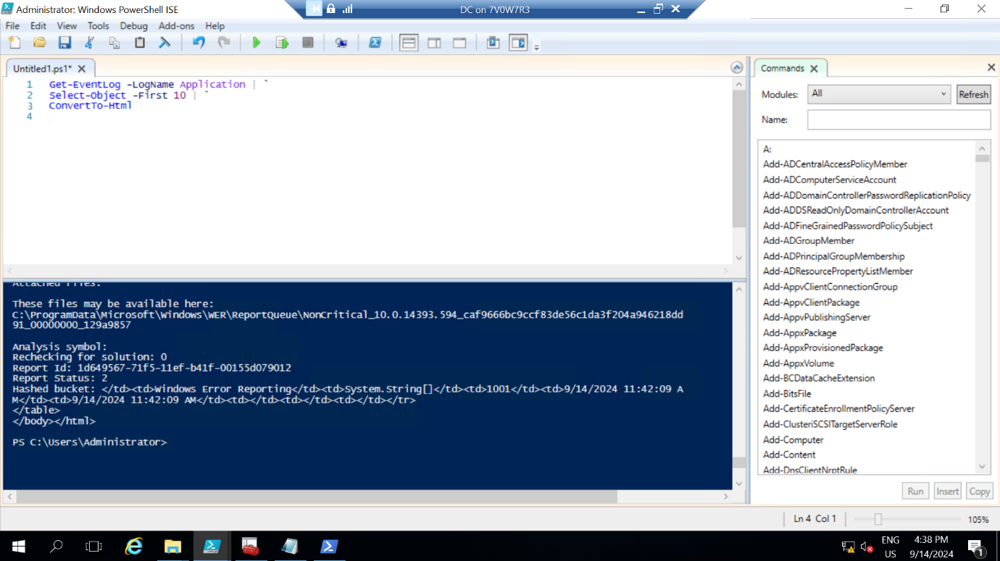 Administrator: Windows PowerShell ISE
DC on 7V0W7R3
File Edit View Tools Debug Add-ons Help
Untitled1.ps1*
1 Get-EventLog -LogName Application | `
2 Select-Object -First 10 | `
3 ConvertTo-Html
4
Attached files:
These files may be available here:
C:\ProgramData\Microsoft\Windows\WER\ReportQueue\NonCritical_10.0.14393.594_caf9666bc9ccf83de56c1da3f204a946218dd
91_00000000_129a9857
Analysis symbol:
Rechecking for solution: 0
Report Id: 1d649567-71f5-11ef-b41f-00155d079012
Report Status: 2
Hashed bucket: </td><td>Windows Error Reporting</td><td>System.String[]</td><td>1001</td><td>9/14/2024 11:42:09 A
M</td><td>9/14/2024 11:42:09 AM</td><td></td><td></td><td></td></tr>
</table>
</body></html>
PS C:\Users\Administrator>
Commands
Modules: All Refresh
Name:
A:
Add-ADCentralAccessPolicyMember
Add-ADComputerServiceAccount
Add-ADDomainControllerPasswordReplicationPolicy
Add-ADDSReadOnlyDomainControllerAccount
Add-ADFineGrainedPasswordPolicySubject
Add-ADGroupMember
Add-ADPrincipalGroupMembership
Add-ADResourcePropertyListMember
Add-AppvClientConnectionGroup
Add-AppvClientPackage
Add-AppvPublishingServer
Add-AppxPackage
Add-AppxProvisionedPackage
Add-AppxVolume
Add-BCDataCacheExtension
Add-BitsFile
Add-CertificateEnrollmentPolicyServer
Add-ClusteriSCSITargetServerRole
Add-Computer
Add-Content
Add-DnsClientNrptRule
Run Insert Copy
Ln 4 Col 1 105%
ENG 4:38 PM
US 9/14/2024 1